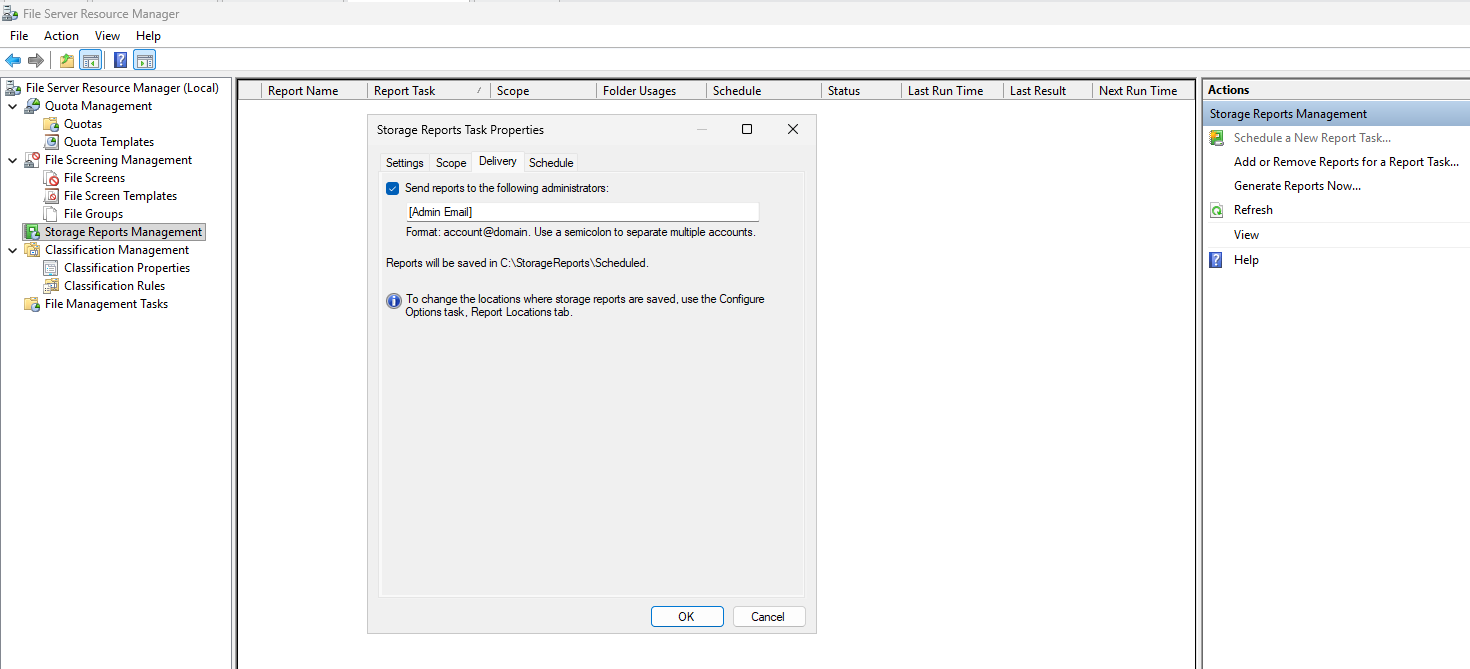 File Server Resource Manager
File Action View Help
File Server Resource Manager (Local)
Quota Management
Quotas
Quota Templates
File Screening Management
File Screens
File Screen Templates
File Groups
Storage Reports Management
Classification Management
Classification Properties
Classification Rules
File Management Tasks
Report Name Report Task Scope Folder Usages Schedule Status Last Run Time Last Result Next Run Time
Storage Reports Task Properties
Settings Scope Delivery Schedule
Send reports to the following administrators:
[Admin Email]
Format: account@domain. Use a semicolon to separate multiple accounts.
Reports will be saved in C:\StorageReports\Scheduled.
To change the locations where storage reports are saved, use the Configure
Options task, Report Locations tab.
OK Cancel
Actions
Storage Reports Management
Schedule a New Report Task...
Add or Remove Reports for a Report Task...
Generate Reports Now...
Refresh
View
Help